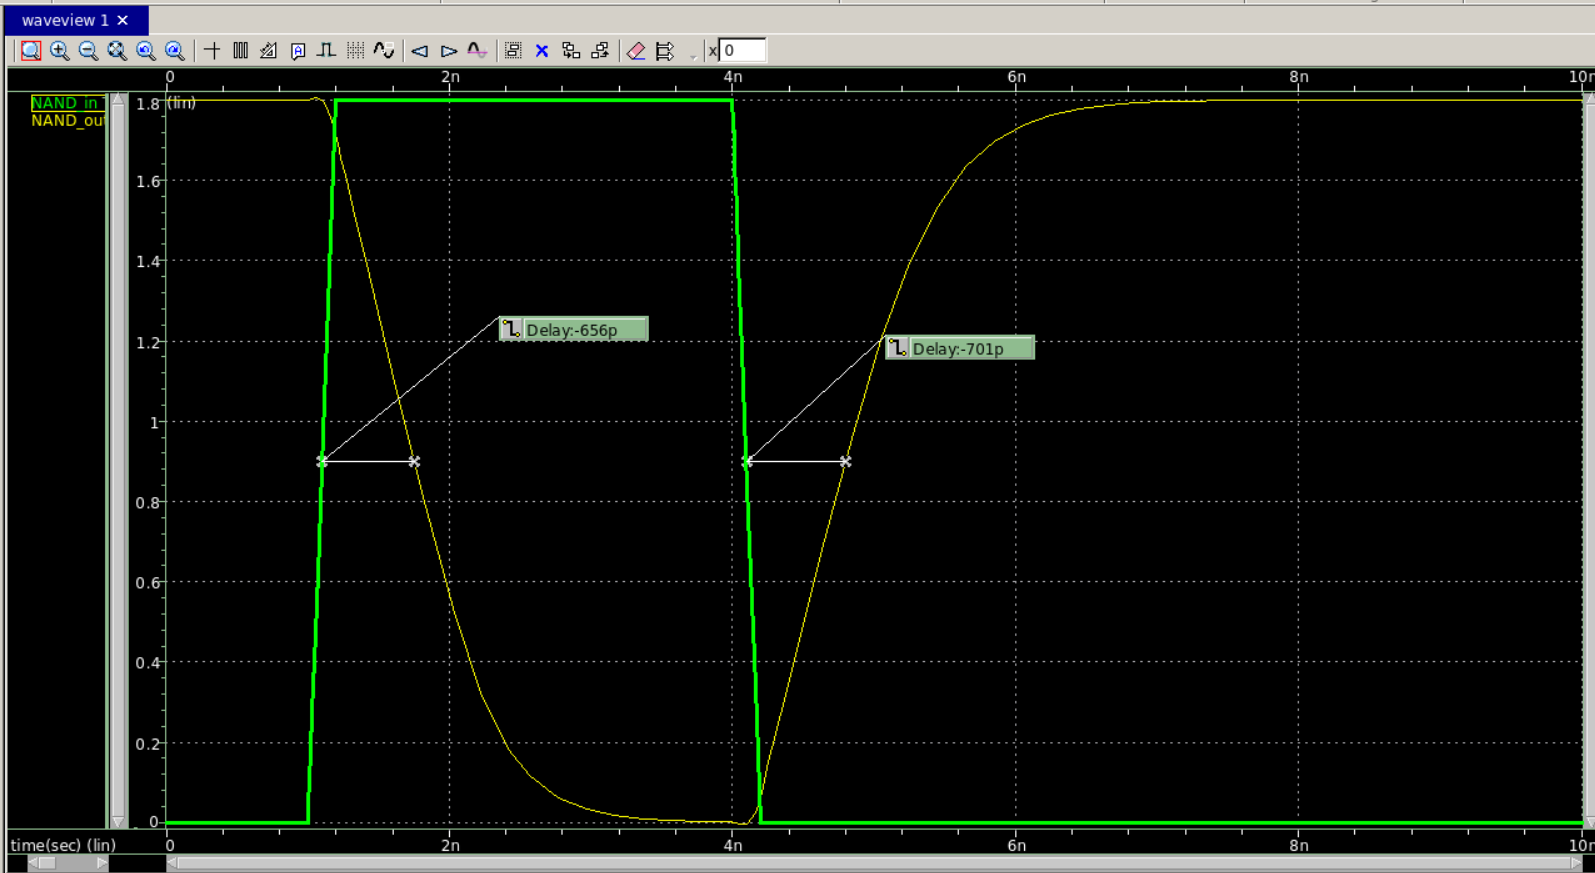 waveview 1
x 0
0 2n 4n 6n 8n 10n
NAND_in
NAND_out
(lin)
1.8
1.6
1.4
1.2
1
0.8
0.6
0.4
0.2
0
Delay:-656p
Delay:-701p
time(sec) (lin)
0 2n 4n 6n 8n 10n